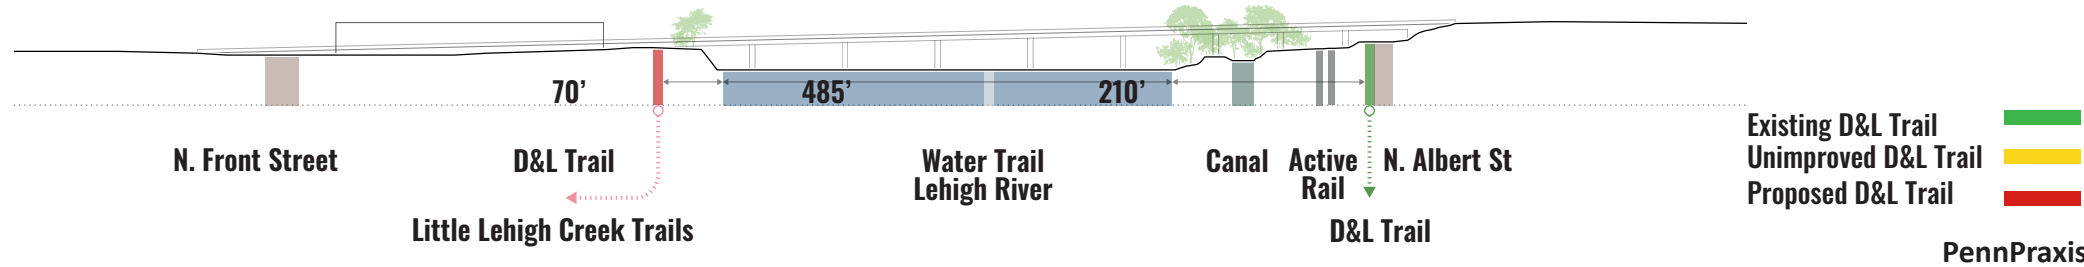 70’
485’
210’
N. Front Street
D&L Trail
Water Trail
Lehigh River
Canal
Active
Rail
N. Albert St
Little Lehigh Creek Trails
D&L Trail
Existing D&L Trail
Unimproved D&L Trail
Proposed D&L Trail
PennPraxis